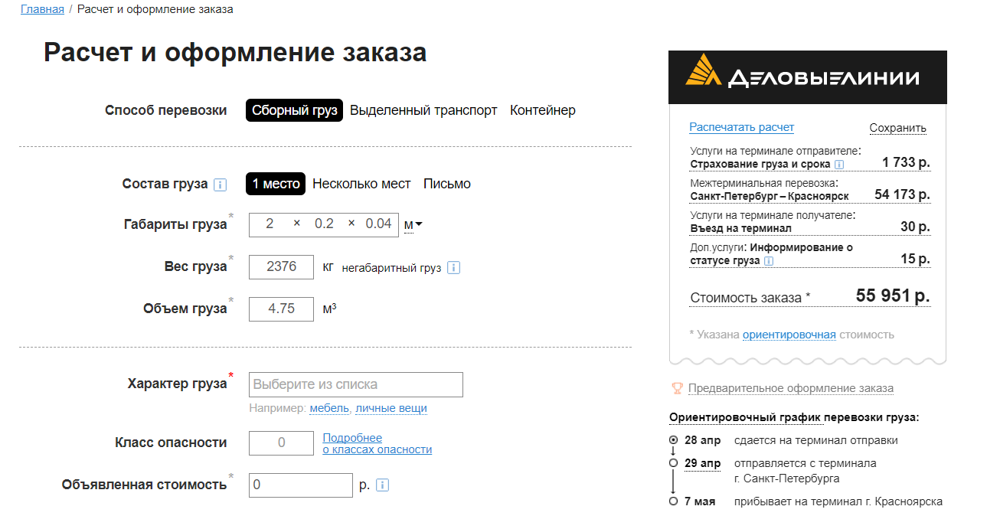 Главная / Расчет и оформление заказа
Расчет и оформление заказа
Способ перевозки
Сборный груз Выделенный транспорт Контейнер
Состав груза i
1 место Несколько мест Письмо
Габариты груза*
2 × 0.2 × 0.04 м
Вес груза*
2376 кг негабаритный груз i
Объем груза*
4.75 м³
Характер груза*
Выберите из списка
Например: мебель, личные вещи
Класс опасности
0
Подробнее
о классах опасности
Объявленная стоимость*
0 р. i
ДЕЛОВЫЕ ЛИНИИ
Распечатать расчет Сохранить
Услуги на терминале отправителе:
Страхование груза и срока i 1 733 р.
Межтерминальная перевозка:
Санкт-Петербург – Красноярск 54 173 р.
Услуги на терминале получателе:
Въезд на терминал 30 р.
Доп.услуги: Информирование о
статусе груза i 15 р.
Стоимость заказа * 55 951 р.
* Указана ориентировочная стоимость
Предварительное оформление заказа
Ориентировочный график перевозки груза:
28 апр сдается на терминал отправки
29 апр отправляется с терминала
г. Санкт-Петербурга
7 мая прибывает на терминал г. Красноярска